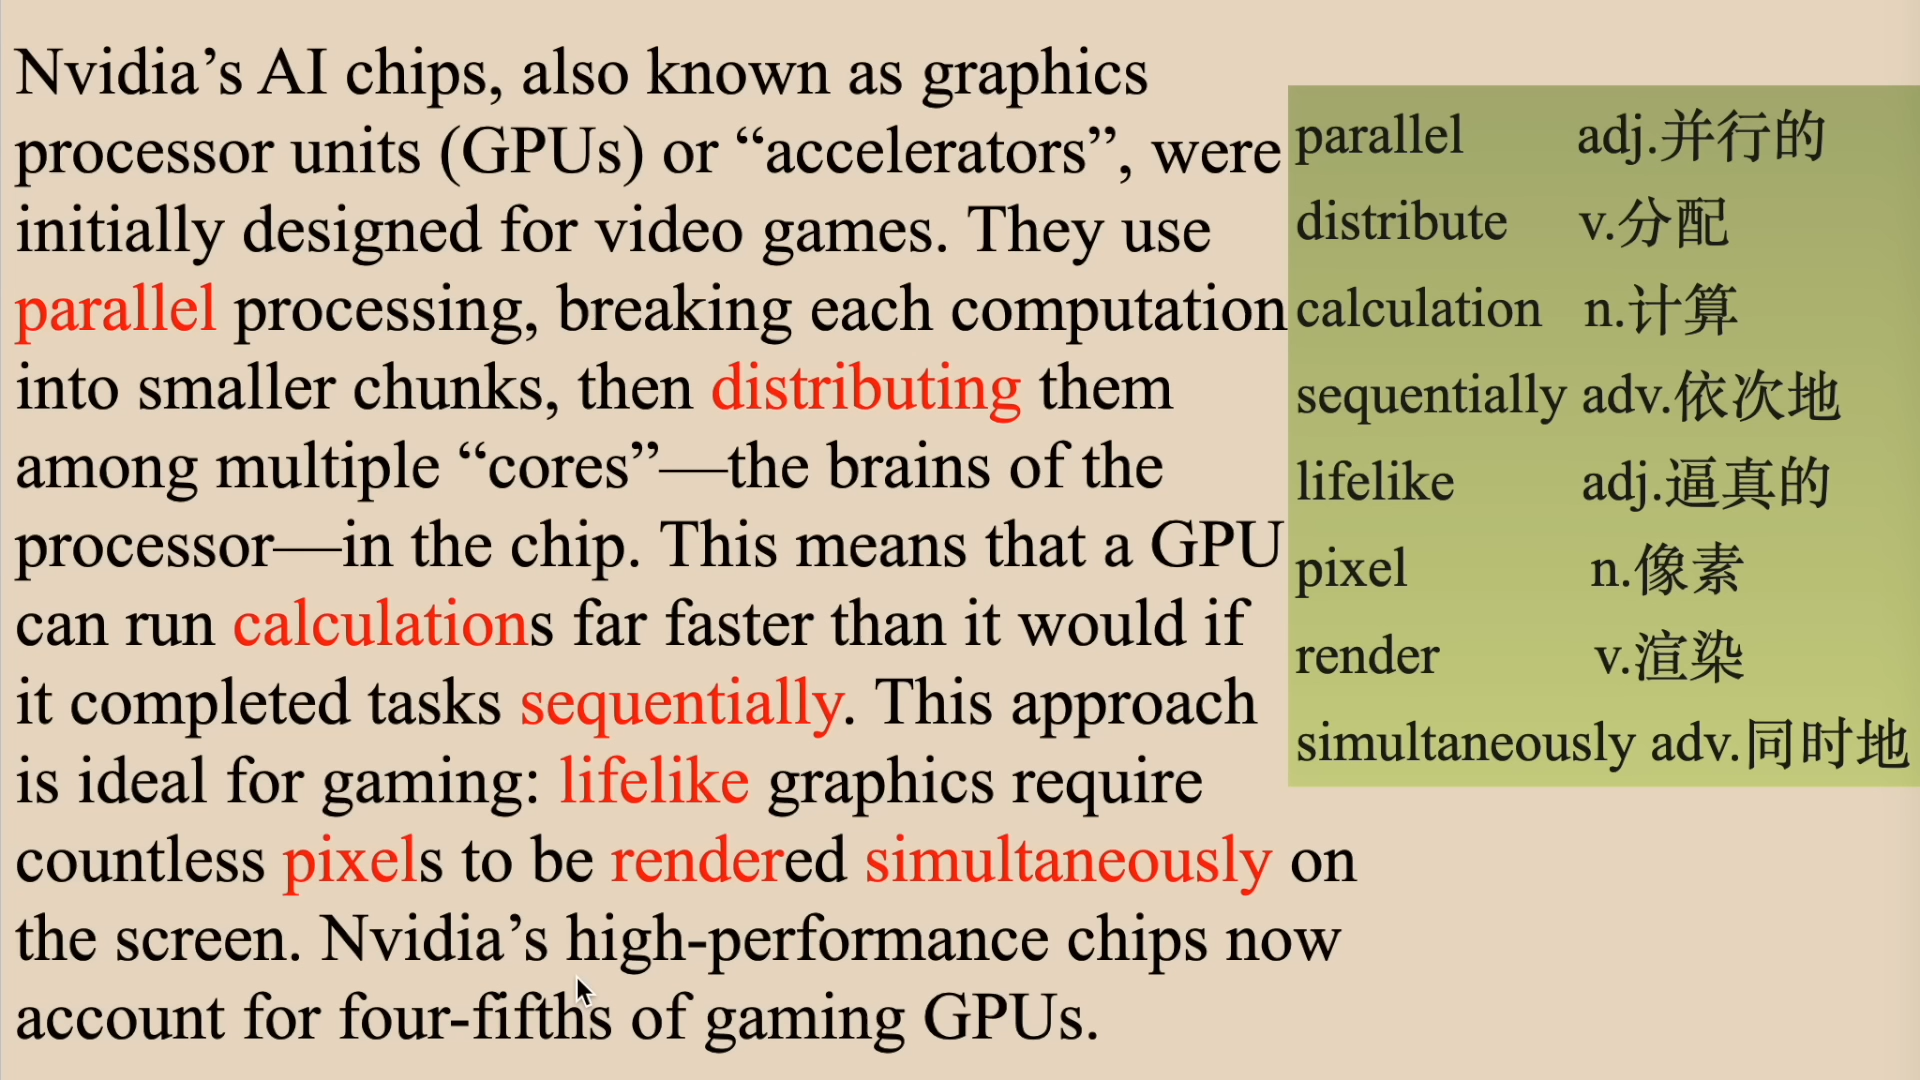 Nvidia’s AI chips, also known as graphics
processor units (GPUs) or “accelerators”, were
initially designed for video games. They use
parallel processing, breaking each computation
into smaller chunks, then distributing them
among multiple “cores”—the brains of the
processor—in the chip. This means that a GPU
can run calculations far faster than it would if
it completed tasks sequentially. This approach
is ideal for gaming: lifelike graphics require
countless pixels to be rendered simultaneously on
the screen. Nvidia’s high-performance chips now
account for four-fifths of gaming GPUs.
parallel adj.并行的
distribute v.分配
calculation n.计算
sequentially adv.依次地
lifelike adj.逼真的
pixel n.像素
render v.渲染
simultaneously adv.同时地